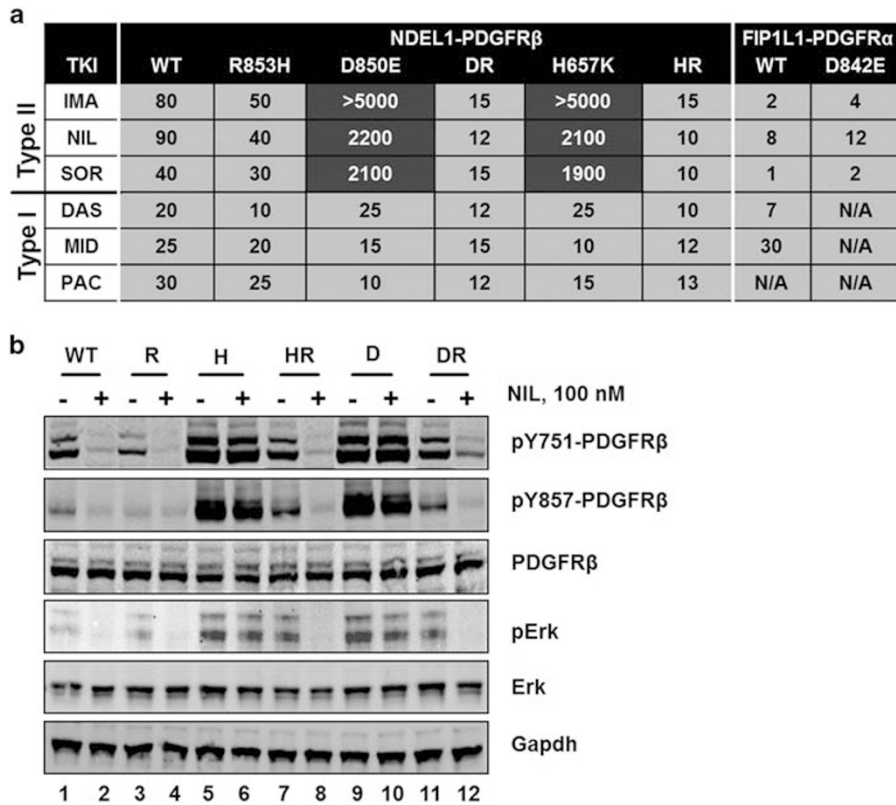 a
NDEL1-PDGFRβ FIP1L1-PDGFRα
TKI WT R853H D850E DR H657K HR WT D842E
Type II
IMA 80 50 >5000 15 >5000 15 2 4
NIL 90 40 2200 12 2100 10 8 12
SOR 40 30 2100 15 1900 10 1 2
Type I
DAS 20 10 25 12 25 10 7 N/A
MID 25 20 15 15 10 12 30 N/A
PAC 30 25 10 12 15 13 N/A N/A
b
WT R H HR D DR
- + - + - + - + - + - + NIL, 100 nM
pY751-PDGFRβ
pY857-PDGFRβ
PDGFRβ
pErk
Erk
Gapdh
1 2 3 4 5 6 7 8 9 10 11 12